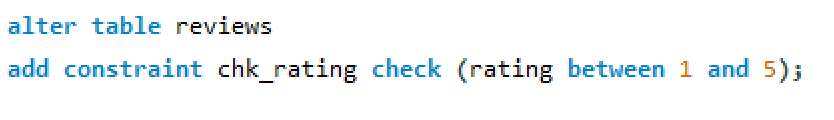 alter table reviews
add constraint chk_rating check (rating between 1 and 5);